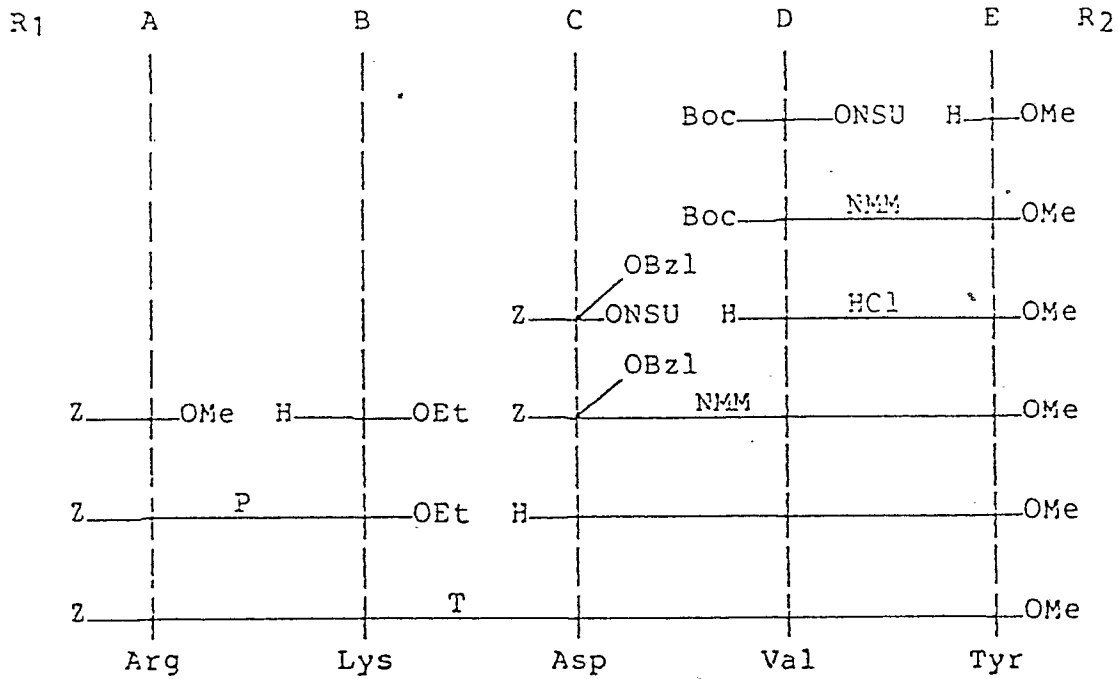 R1 A B C D E R2
Boc ONSU H OMe
Boc NMM OMe
OBzl
Z ONSU H HCl OMe
OBzl
Z OMe H OEt Z NMM OMe
Z P OEt H OMe
Z T OMe
Arg Lys Asp Val Tyr